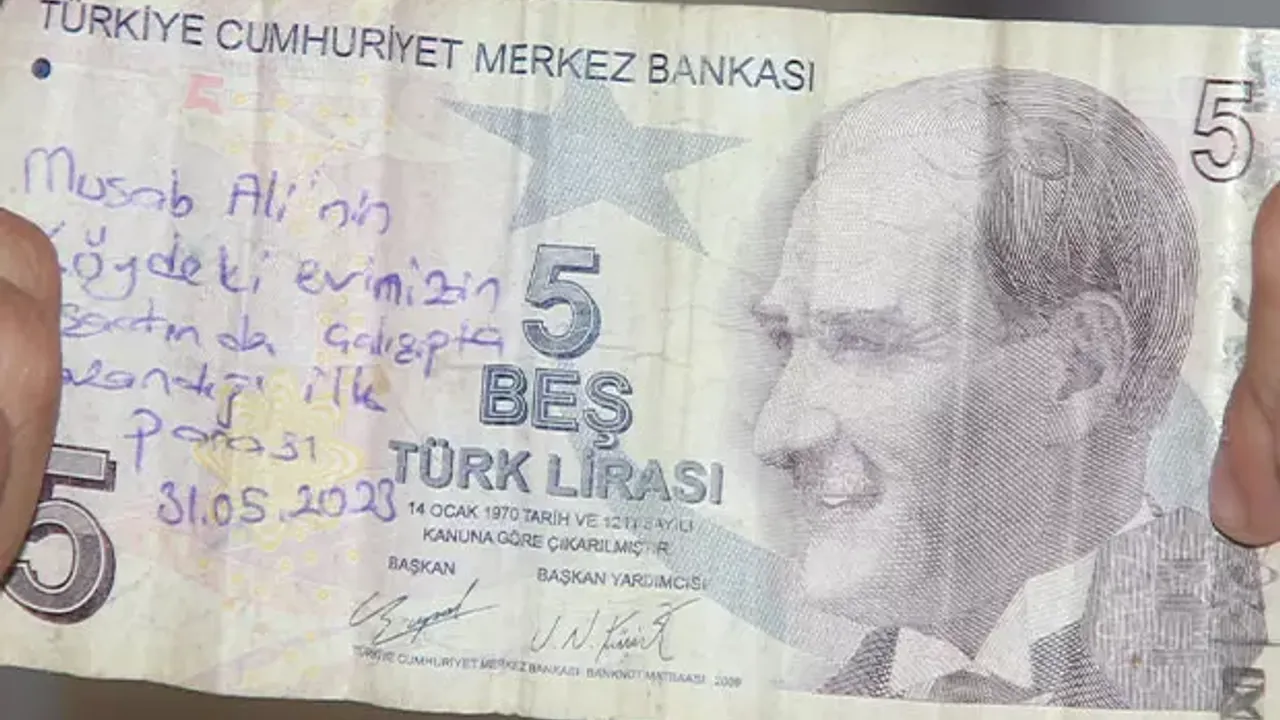 TÜRKİYE CUMHURİYET MERKEZ BANKASI
5
5
Musab Ali'nin
Köydeki evimizin
çalışıpta
kazandığı ilk
parası
31.05.2023
5
BEŞ
TÜRK LİRASI
14 OCAK 1970 TARİH VE 1211 SAYILI
KANUNA GÖRE ÇIKARILMIŞTIR
BAŞKAN
BAŞKAN YARDIMCISI
TÜRKİYE CUMHURİYET MERKEZ BANKASI BANKNOT MATBAASI 2009
5